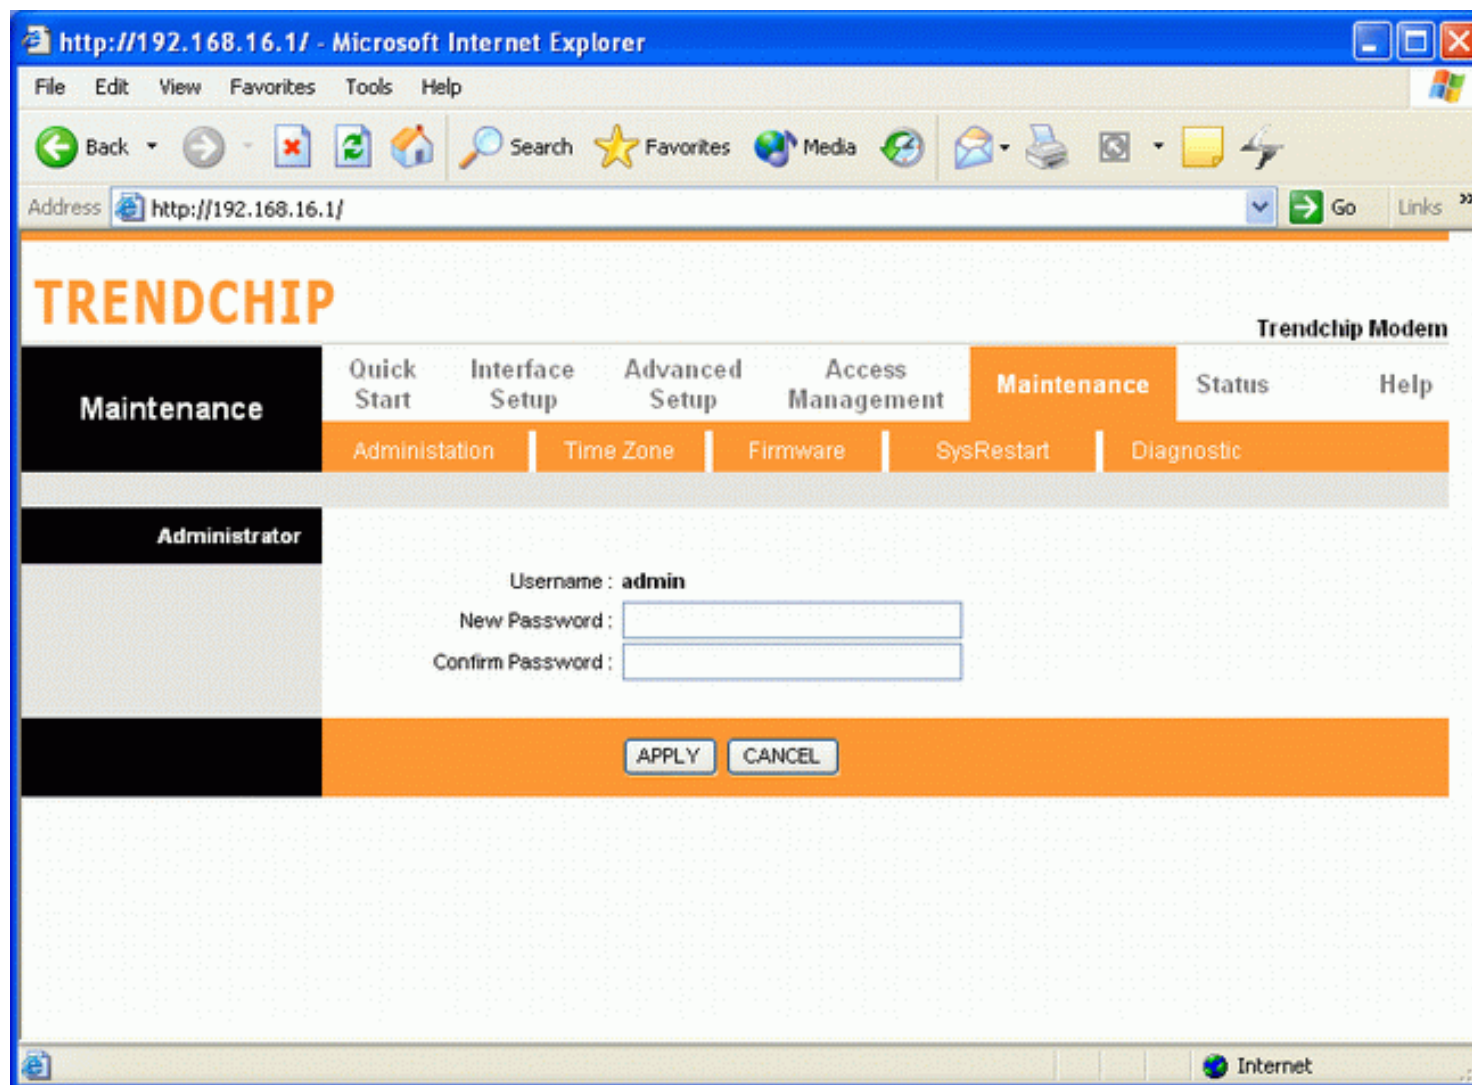 http://192.168.16.1/ - Microsoft Internet Explorer
File Edit View Favorites Tools Help
Back Search Favorites Media
Address http://192.168.16.1/ Go Links »
TRENDCHIP
Trendchip Modem
Maintenance
Quick Start Interface Setup Advanced Setup Access Management Maintenance Status Help
Administation Time Zone Firmware SysRestart Diagnostic
Administrator
Username : admin
New Password :
Confirm Password :
APPLY CANCEL
Internet